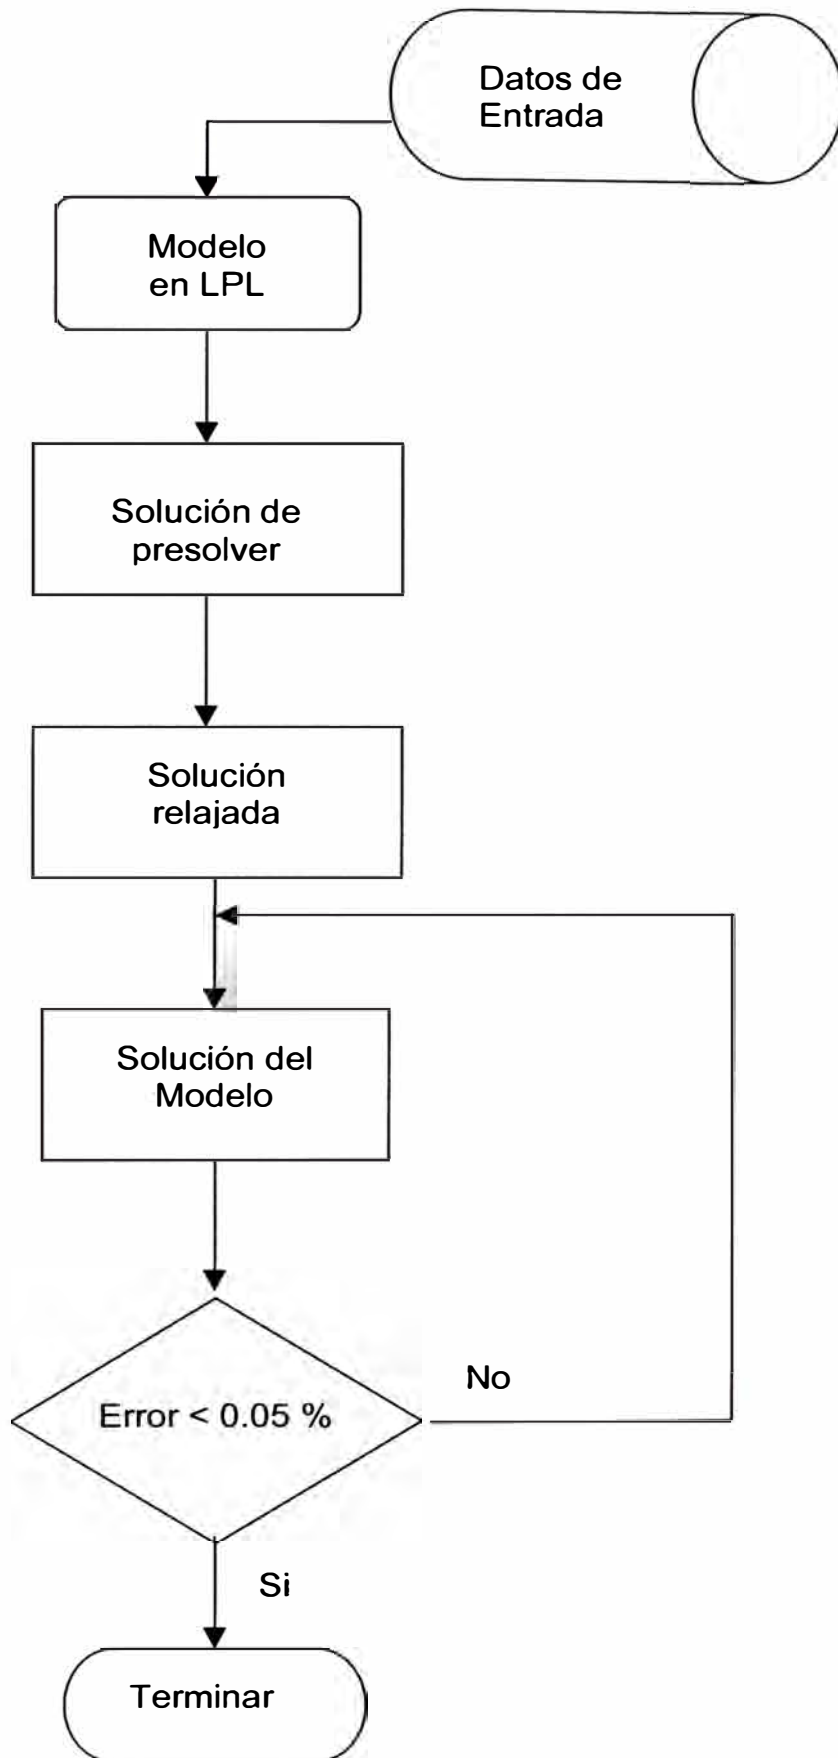 Datos de
Entrada
Modelo
en LPL
Solución de
presolver
Solución
relajada
Solución del
Modelo
Error < 0.05 %
No
Si
Terminar